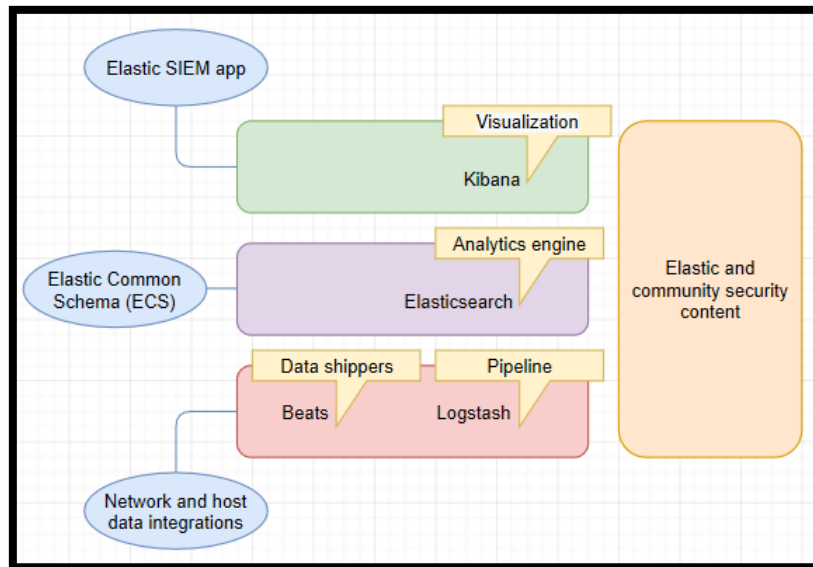 Elastic SIEM app
Visualization
Kibana
Analytics engine
Elastic Common
Schema (ECS)
Elasticsearch
Elastic and
community security
content
Data shippers
Pipeline
Beats
Logstash
Network and host
data integrations